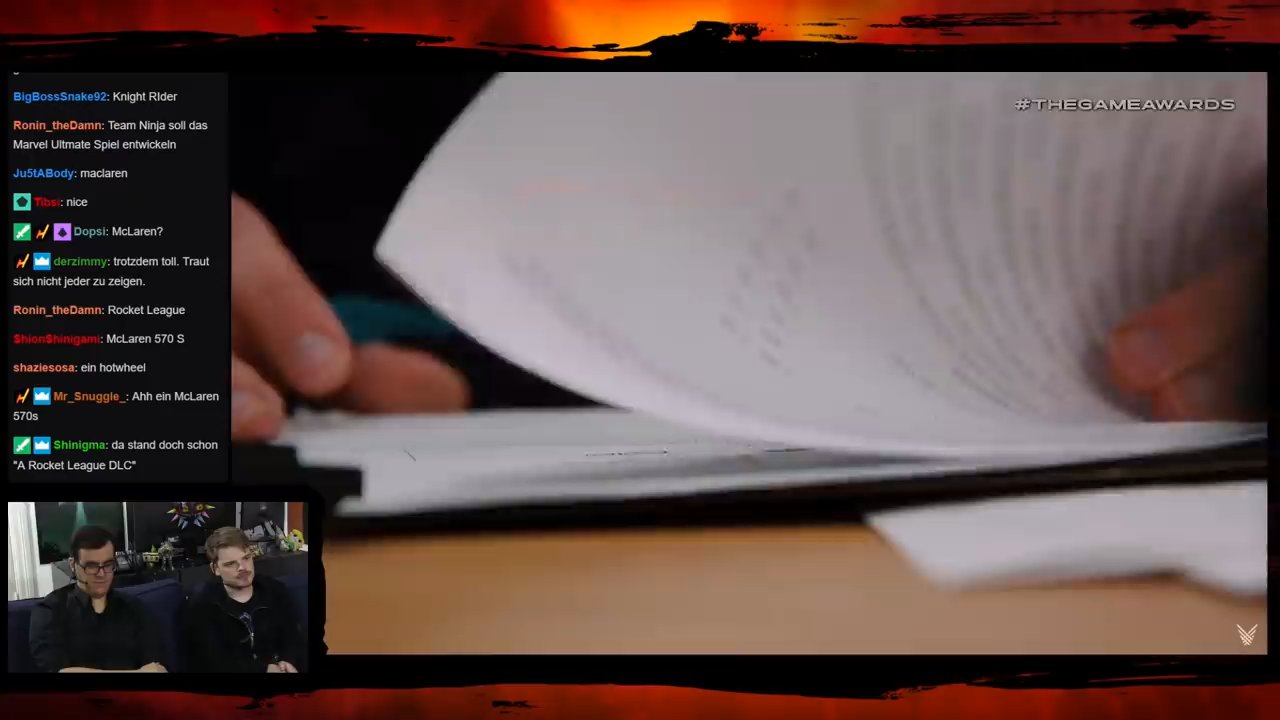 BigBossSnake92: Knight RIder
Ronin_theDamn: Team Ninja soll das
Marvel Ultmate Spiel entwickeln
Ju5tABody: maclaren
Tibsi: nice
Dopsi: McLaren?
derzimmy: trotzdem toll. Traut
sich nicht jeder zu zeigen.
Ronin_theDamn: Rocket League
$hion$hinigami: McLaren 570 S
shaziesosa: ein hotwheel
Mr_Snuggle_: Ahh ein McLaren
570s
Shinigma: da stand doch schon
"A Rocket League DLC"
#THEGAMEAWARDS